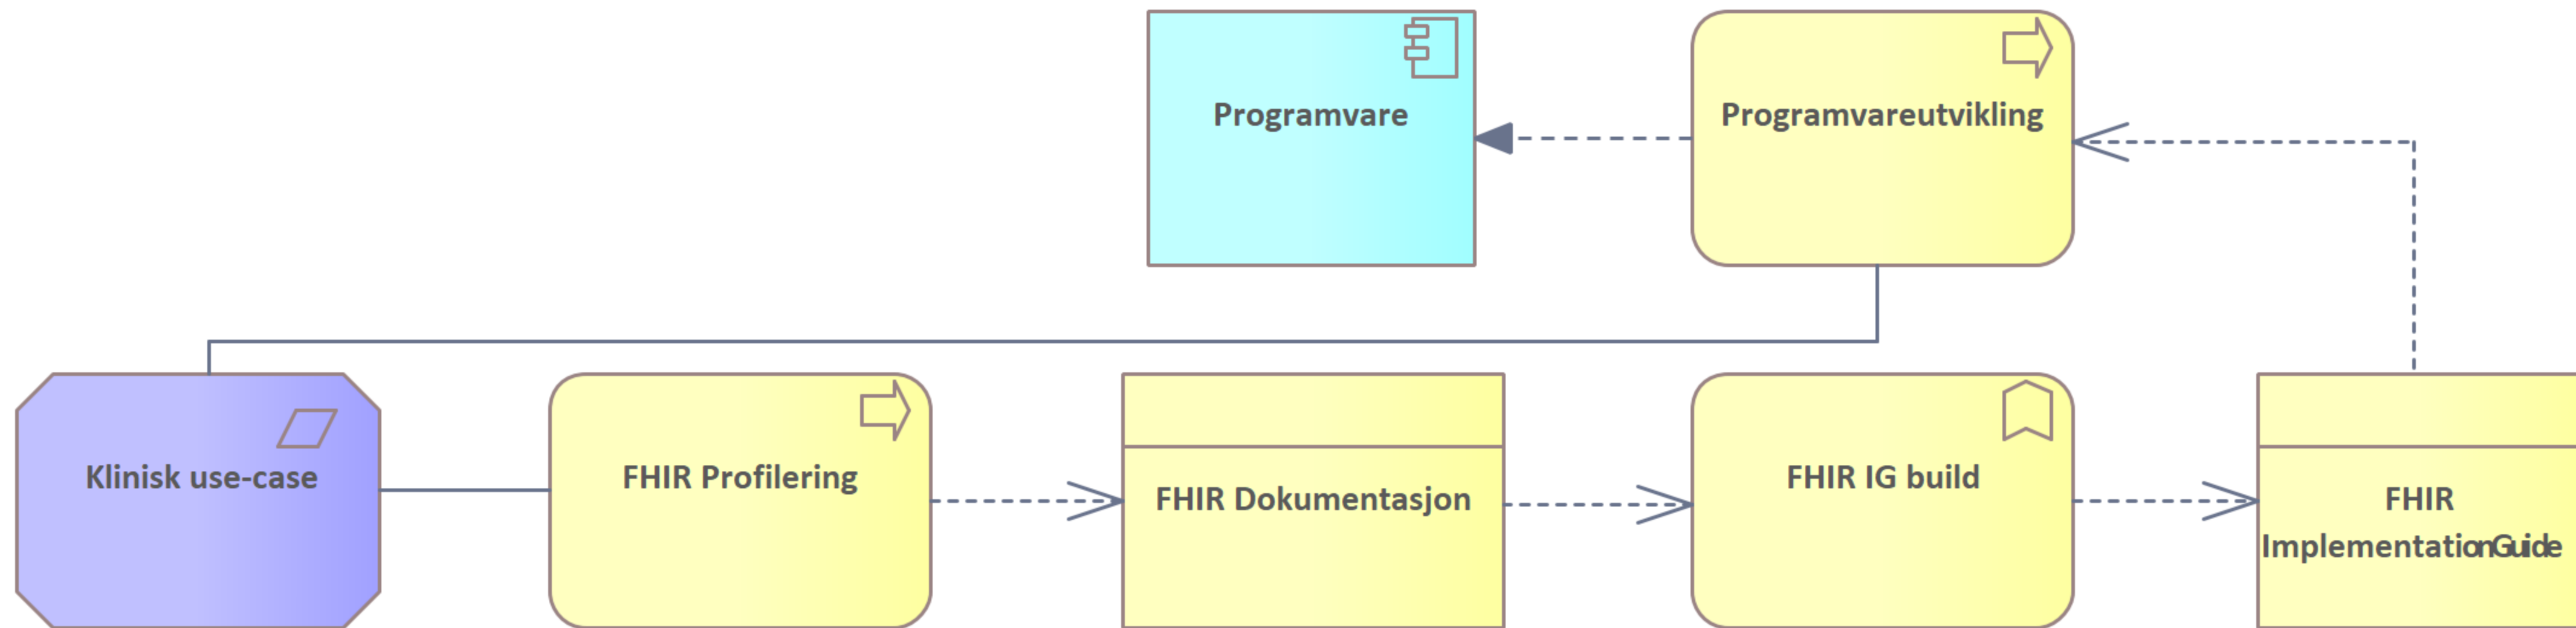 Programvare
Programvareutvikling
Klinisk use-case
FHIR Profilering
FHIR Dokumentasjon
FHIR IG build
FHIR
ImplementationGuide